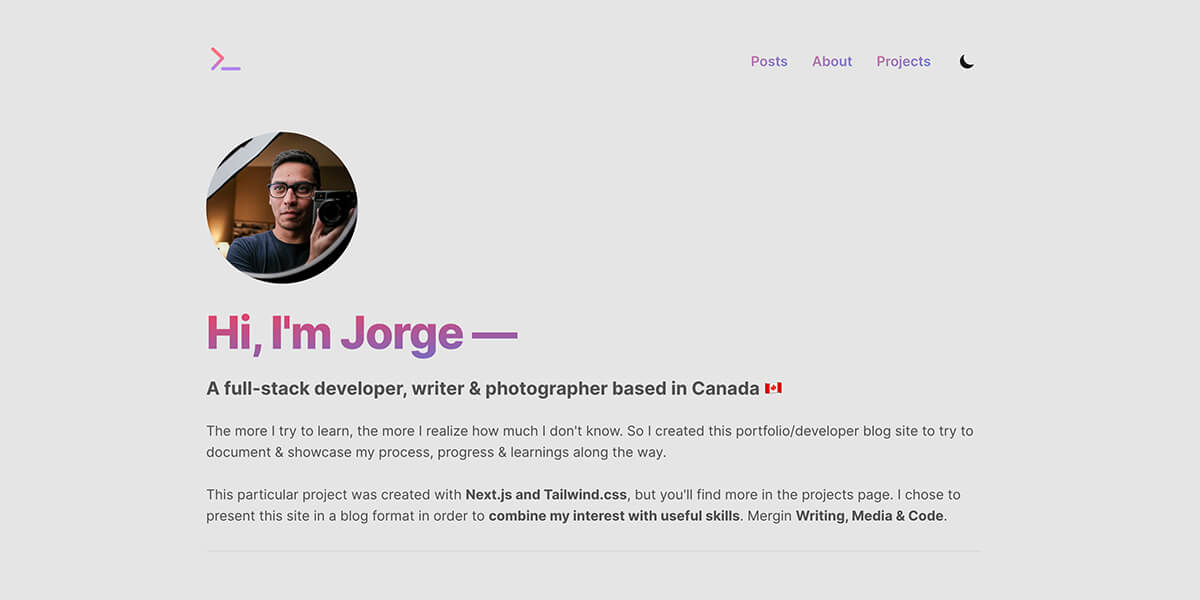 Posts About Projects
Hi, I'm Jorge —
A full-stack developer, writer & photographer based in Canada 🇨🇦
The more I try to learn, the more I realize how much I don't know. So I created this portfolio/developer blog site to try to
document & showcase my process, progress & learnings along the way.
This particular project was created with Next.js and Tailwind.css, but you'll find more in the projects page. I chose to
present this site in a blog format in order to combine my interest with useful skills. Mergin Writing, Media & Code.